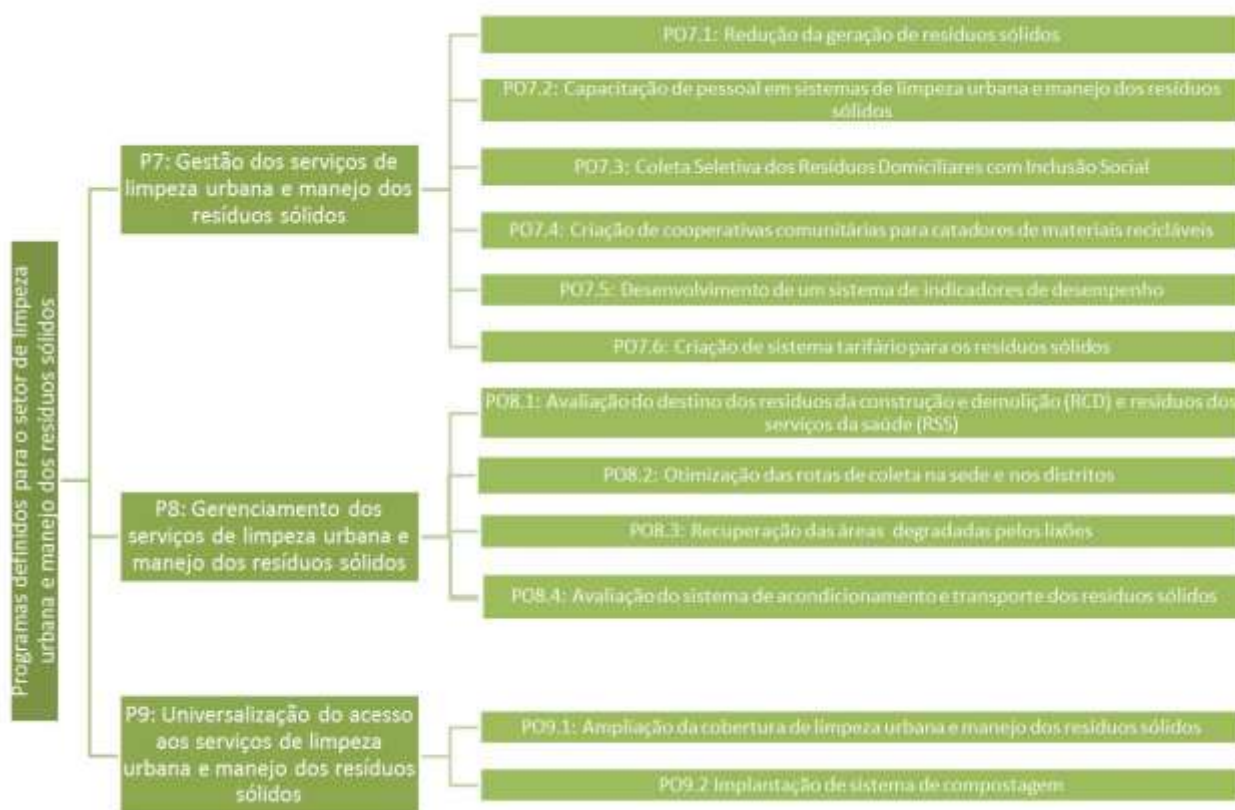 Programas definidos para o setor de limpeza
urbana e manejo dos resíduos sólidos
P7: Gestão dos serviços de
limpeza urbana e manejo dos
resíduos sólidos
PO7.1: Redução da geração de resíduos sólidos
PO7.2: Capacitação de pessoal em sistemas de limpeza urbana e manejo dos resíduos
sólidos
PO7.3: Coleta Seletiva dos Resíduos Domiciliares com Inclusão Social
PO7.4: Criação de cooperativas comunitárias para catadores de materiais recicláveis
PO7.5: Desenvolvimento de um sistema de indicadores de desempenho
PO7.6: Criação de sistema tarifário para os resíduos sólidos
P8: Gerenciamento dos
serviços de limpeza urbana e
manejo dos resíduos sólidos
PO8.1: Avaliação do destino dos resíduos da construção e demolição (RCD) e resíduos dos
serviços da saúde (RSS)
PO8.2: Otimização das rotas de coleta na sede e nos distritos
PO8.3: Recuperação das áreas degradadas pelos lixões
PO8.4: Avaliação do sistema de acondicionamento e transporte dos resíduos sólidos
P9: Universalização do acesso
aos serviços de limpeza
urbana e manejo dos resíduos
sólidos
PO9.1: Ampliação da cobertura de limpeza urbana e manejo dos resíduos sólidos
PO9.2 Implantação de sistema de compostagem